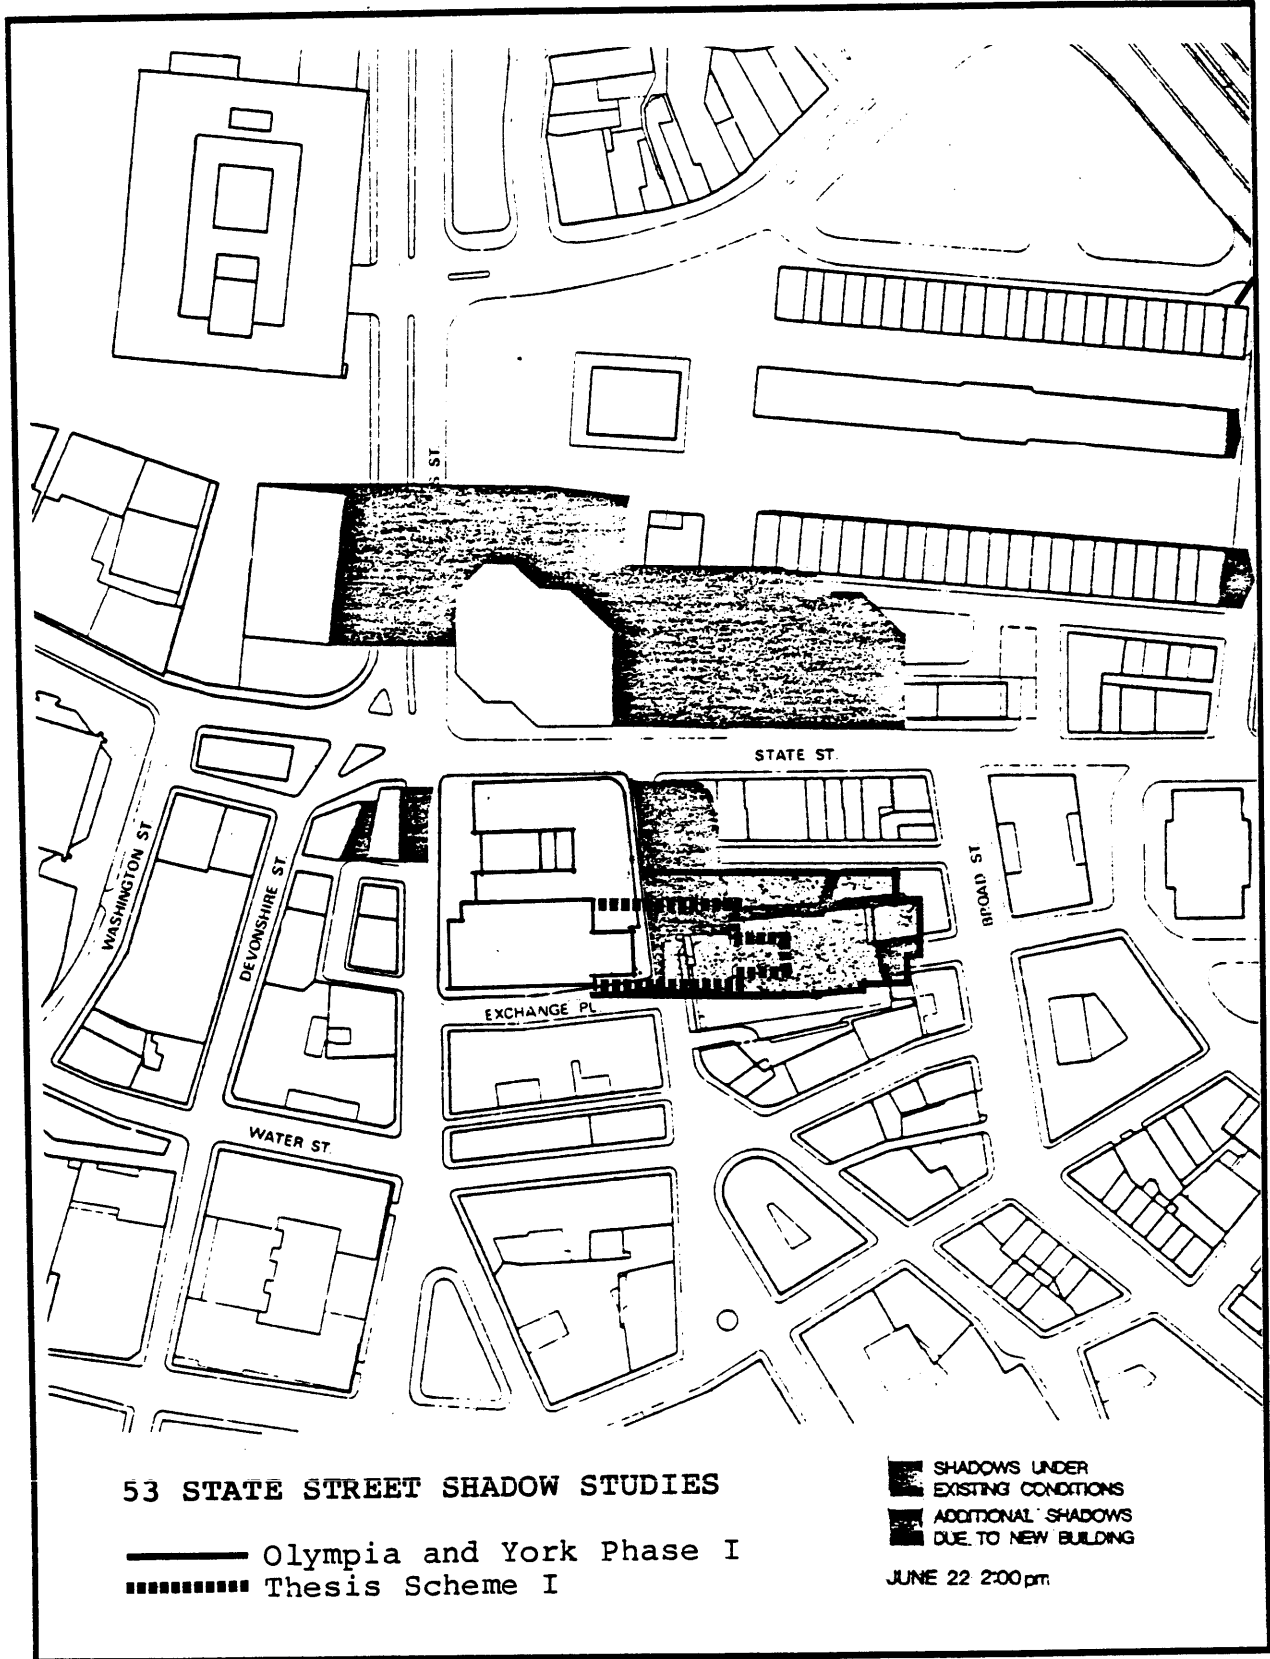 S ST.
STATE ST.
WASHINGTON ST
DEVONSHIRE ST.
BROAD ST
EXCHANGE PL
WATER ST.
53 STATE STREET SHADOW STUDIES
Olympia and York Phase I
Thesis Scheme I
SHADOWS UNDER
EXISTING CONDITIONS
ADDITIONAL SHADOWS
DUE TO NEW BUILDING
JUNE 22 2:00 pm